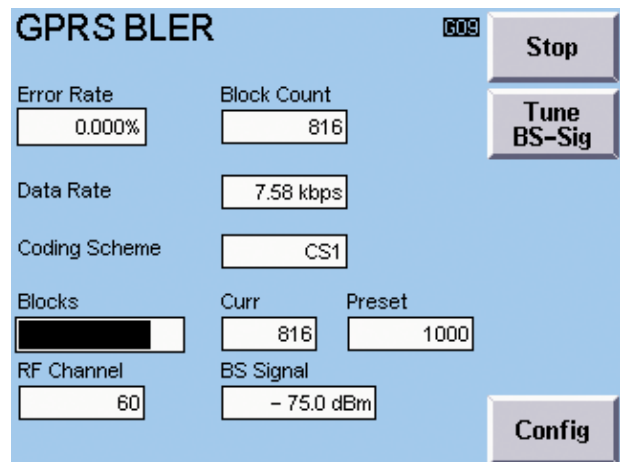 GPRS BLER
G09
Stop
Error Rate
Block Count
0.000%
816
Tune
BS-Sig
Data Rate
7.58 kbps
Coding Scheme
CS1
Blocks
Curr
Preset
816
1000
RF Channel
BS Signal
60
- 75.0 dBm
Config